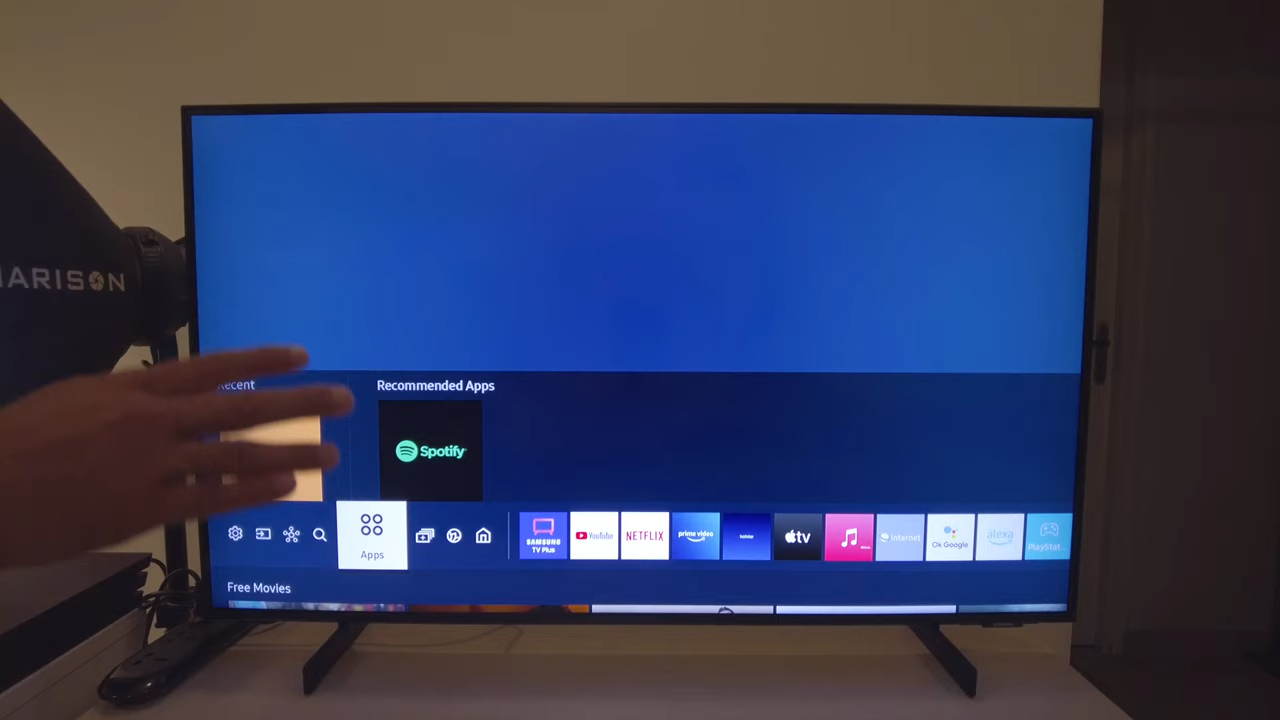 ARISON
Recent
Recommended Apps
Spotify
Apps
SAMSUNG
TV Plus
YouTube
NETFLIX
prime video
tv
Internet
Ok Google
alexa
PlayStat...
Free Movies